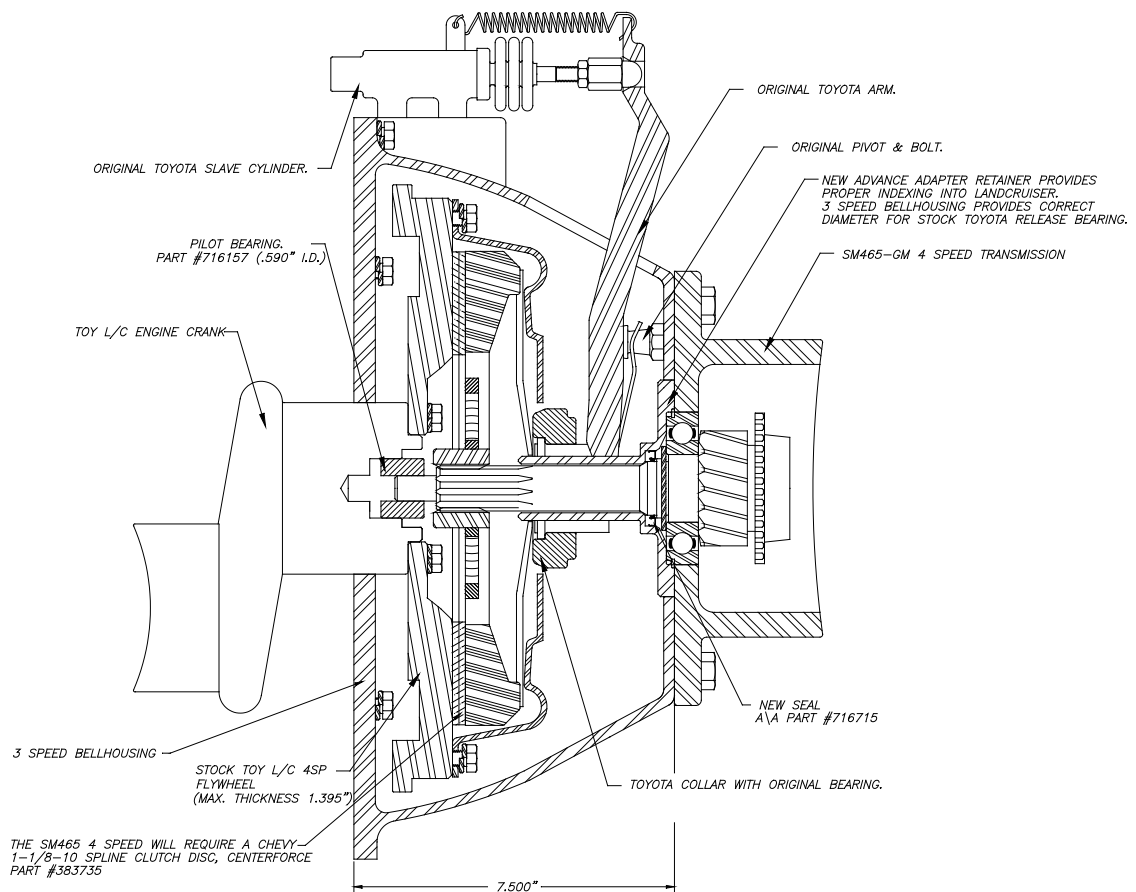 ORIGINAL TOYOTA ARM.
ORIGINAL PIVOT & BOLT.
ORIGINAL TOYOTA SLAVE CYLINDER.
NEW ADVANCE ADAPTER RETAINER PROVIDES
PROPER INDEXING INTO LANDCRUISER.
3 SPEED BELLHOUSING PROVIDES CORRECT
DIAMETER FOR STOCK TOYOTA RELEASE BEARING.
PILOT BEARING.
PART #716157 (.590" I.D.)
SM465-GM 4 SPEED TRANSMISSION
TOY L/C ENGINE CRANK
NEW SEAL
A\A PART #716715
3 SPEED BELLHOUSING
STOCK TOY L/C 4SP
FLYWHEEL
(MAX. THICKNESS 1.395")
TOYOTA COLLAR WITH ORIGINAL BEARING.
THE SM465 4 SPEED WILL REQUIRE A CHEVY
1-1/8-10 SPLINE CLUTCH DISC, CENTERFORCE
PART #383735
7.500"